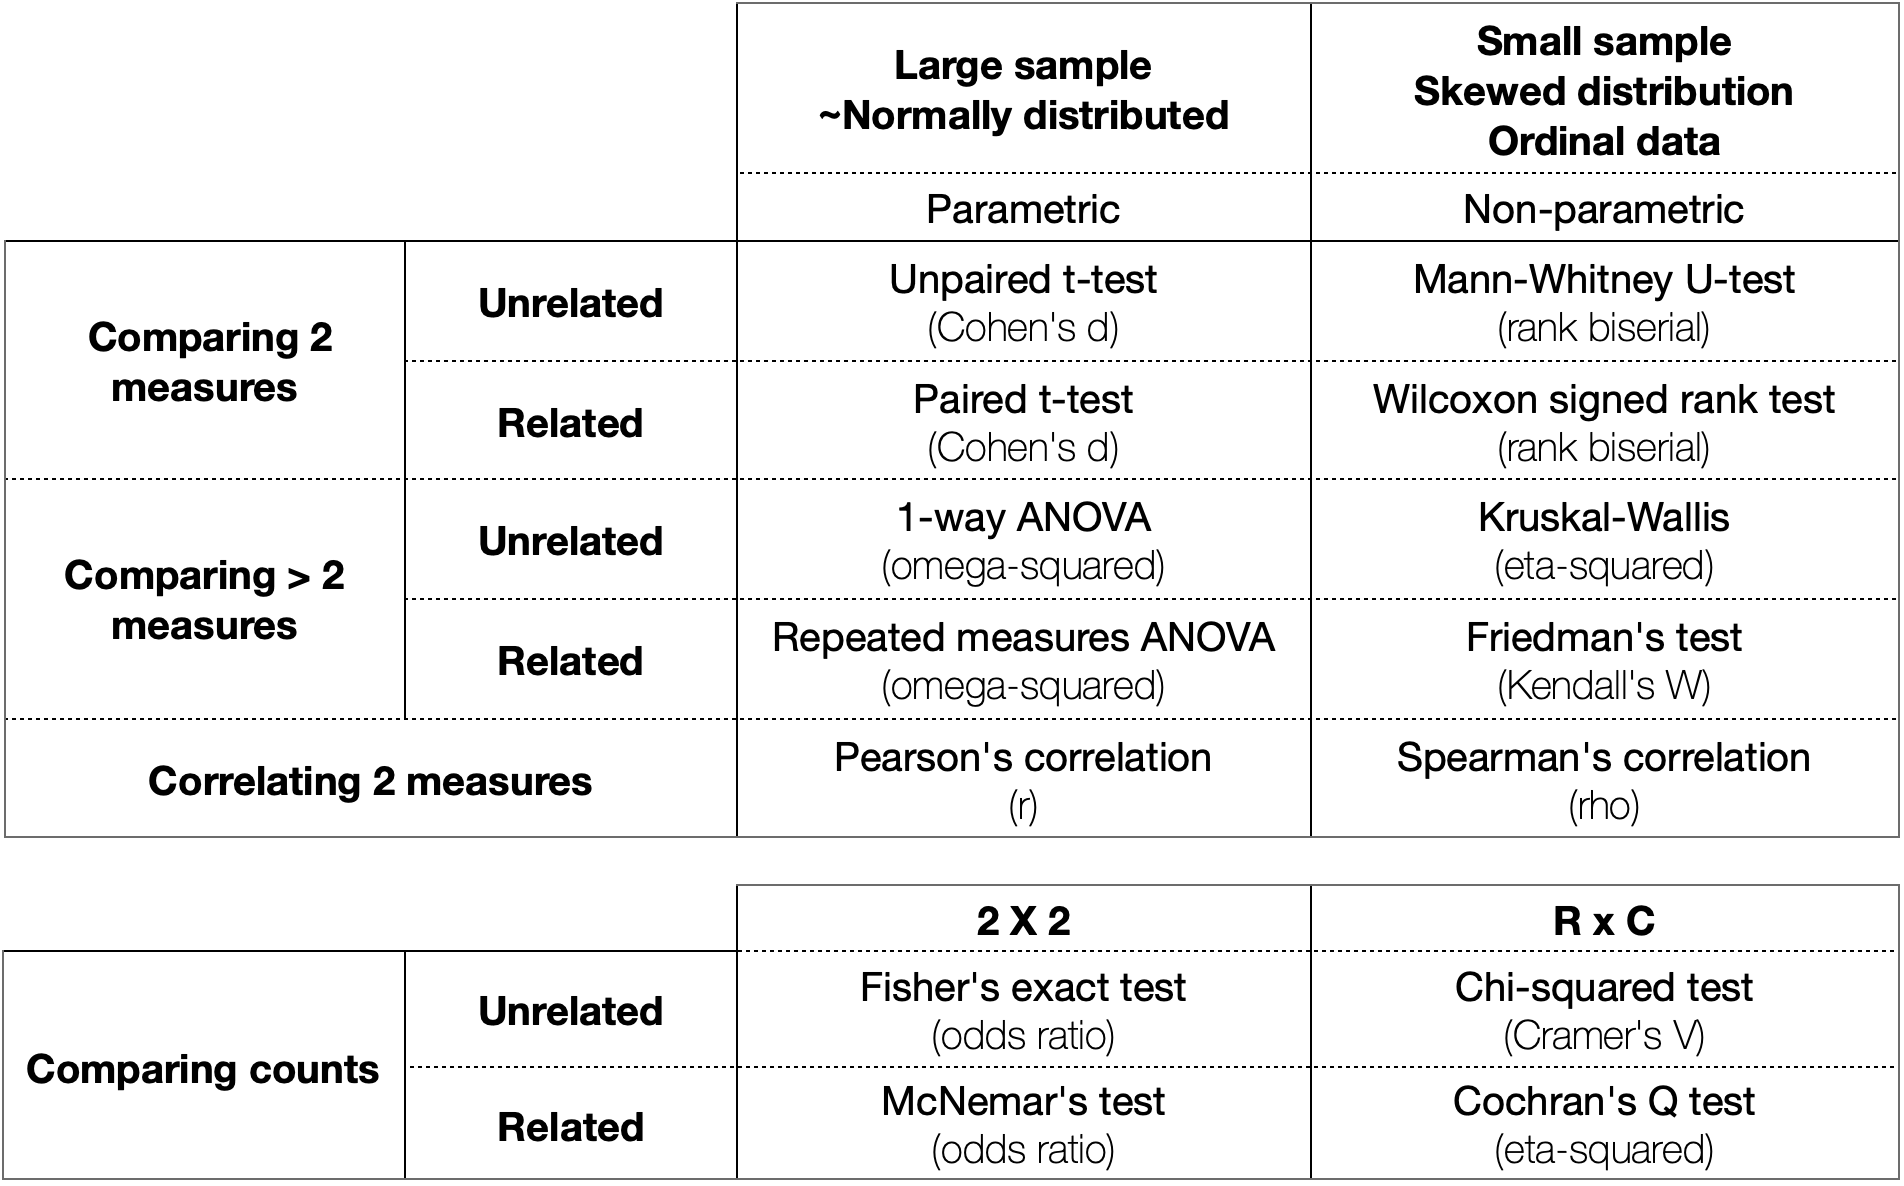 Large sample
~Normally distributed
Small sample
Skewed distribution
Ordinal data
Parametric
Non-parametric
Comparing 2
measures
Unrelated
Unpaired t-test
(Cohen's d)
Mann-Whitney U-test
(rank biserial)
Related
Paired t-test
(Cohen's d)
Wilcoxon signed rank test
(rank biserial)
Comparing > 2
measures
Unrelated
1-way ANOVA
(omega-squared)
Kruskal-Wallis
(eta-squared)
Related
Repeated measures ANOVA
(omega-squared)
Friedman's test
(Kendall's W)
Correlating 2 measures
Pearson's correlation
(r)
Spearman's correlation
(rho)
2 X 2
R x C
Comparing counts
Unrelated
Fisher's exact test
(odds ratio)
Chi-squared test
(Cramer's V)
Related
McNemar's test
(odds ratio)
Cochran's Q test
(eta-squared)